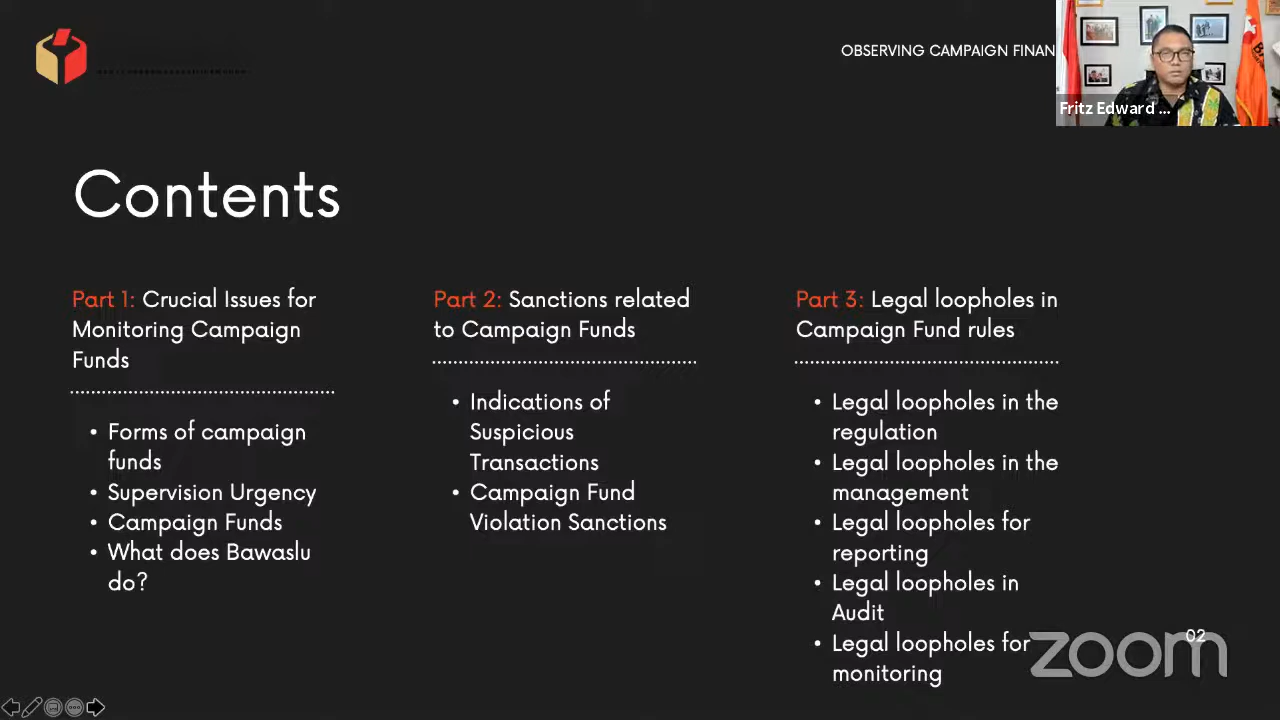 OBSERVING CAMPAIGN FINAN
Fritz Edward ...
Contents
Part 1: Crucial Issues for
Monitoring Campaign
Funds
• Forms of campaign
funds
• Supervision Urgency
• Campaign Funds
• What does Bawaslu
do?
Part 2: Sanctions related
to Campaign Funds
• Indications of
Suspicious
Transactions
• Campaign Fund
Violation Sanctions
Part 3: Legal loopholes in
Campaign Fund rules
• Legal loopholes in the
regulation
• Legal loopholes in the
management
• Legal loopholes for
reporting
• Legal loopholes in
Audit
• Legal loopholes for
monitoring
02
zoom